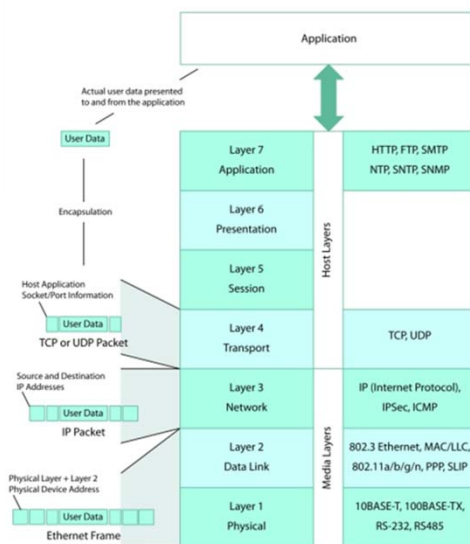 Application
Actual user data presented
to and from the application
User Data
Encapsulation
Host Application
Socket/Port Information
User Data
TCP or UDP Packet
Source and Destination
IP Addresses
User Data
IP Packet
Physical Layer + Layer 2
Physical Device Address
User Data
Ethernet Frame
Layer 7
Application
Layer 6
Presentation
Layer 5
Session
Layer 4
Transport
Layer 3
Network
Layer 2
Data Link
Layer 1
Physical
Host Layers
Media Layers
HTTP, FTP, SMTP
NTP, SNTP, SNMP
TCP, UDP
IP (Internet Protocol),
IPSec, ICMP
802.3 Ethernet, MAC/LLC,
802.11a/b/g/n, PPP, SLIP
10BASE-T, 100BASE-TX,
RS-232, RS485